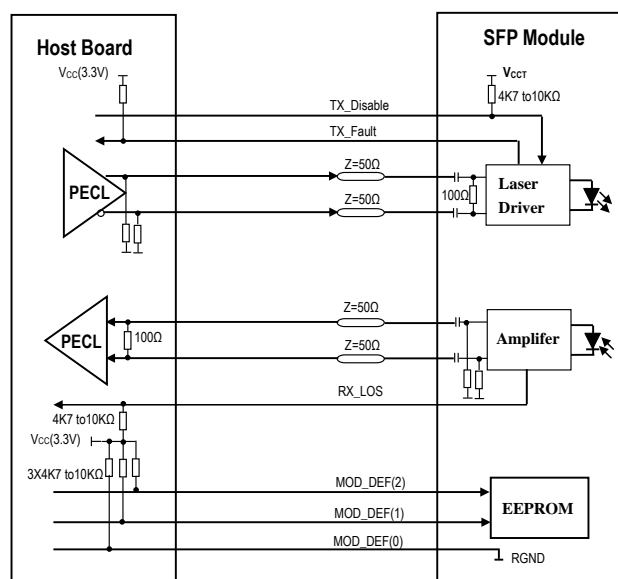 Host Board
SFP Module
VCC(3.3V)
VCCT
4K7 to10KΩ
TX_Disable
TX_Fault
Z=50Ω
PECL
Z=50Ω
100Ω
Laser
Driver
Z=50Ω
PECL
100Ω
Z=50Ω
Amplifer
RX_LOS
4K7 to10KΩ
VCC(3.3V)
3X4K7 to10KΩ
MOD_DEF(2)
MOD_DEF(1)
EEPROM
MOD_DEF(0)
RGND